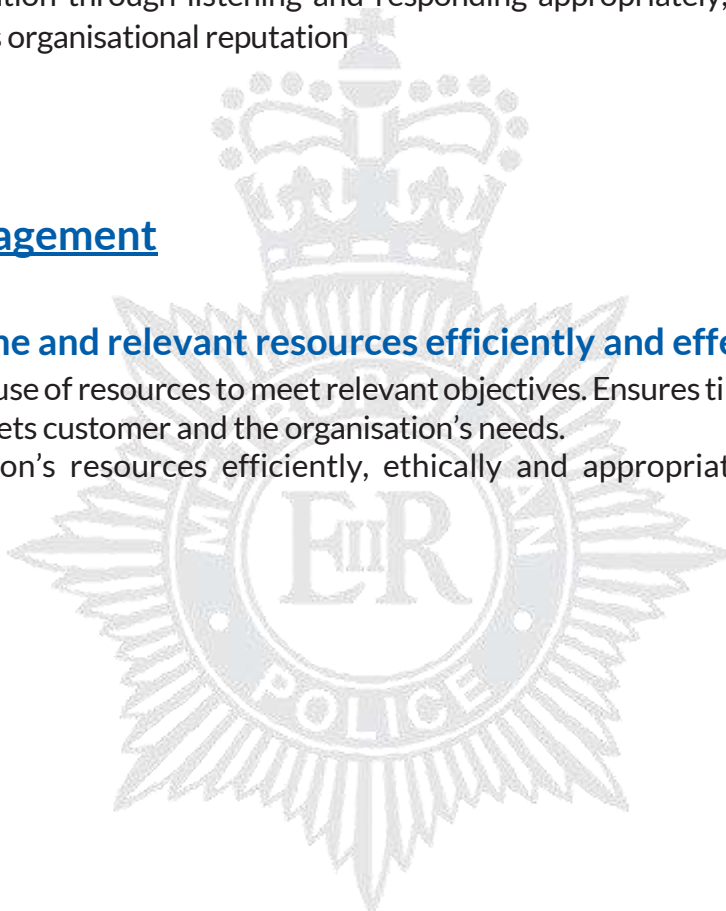 tion through listening and responding appropriately,
s organisational reputation
agement
ne and relevant resources efficiently and effe
use of resources to meet relevant objectives. Ensures ti
ets customer and the organisation’s needs.
on’s resources efficiently, ethically and appropriat
METROPOLITAN
EIIR
POLICE